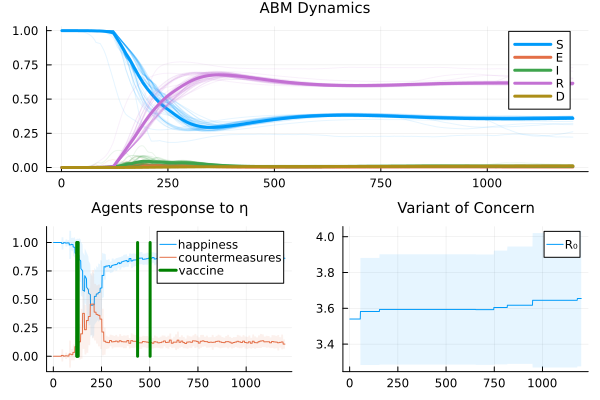 ABM Dynamics
1.00
0.75
0.50
0.25
0.00
0
250
500
750
1000
S
E
I
R
D
Agents response to η
1.00
0.75
0.50
0.25
0.00
0
250
500
750
1000
happiness
countermeasures
vaccine
Variant of Concern
4.0
3.8
3.6
3.4
0
250
500
750
1000
R₀